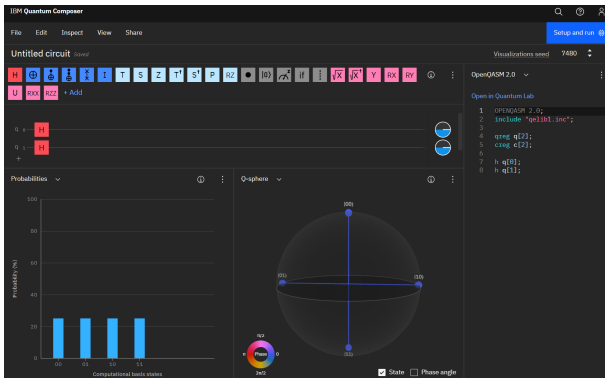 IBM Quantum Composer
File Edit Inspect View Share
Setup and run
Untitled circuit Saved
Visualizations seed 7480
OpenQASM 2.0
H I T S Z T† S† P RZ |0⟩ if √X √X† Y RX RY
U RXX RZZ + Add
Open in Quantum Lab
1 OPENQASM 2.0;
2 include "qelib1.inc";
3
4 qreg q[2];
5 creg c[2];
6
7 h q[0];
8 h q[1];
q 0 H
q 1 H
+
Probabilities
Q-sphere
Probability (%)
100
80
60
40
20
0
00 01 10 11
Computational basis states
|00⟩
|01⟩
|10⟩
|11⟩
π/2
π Phase 0
3π/2
State Phase angle